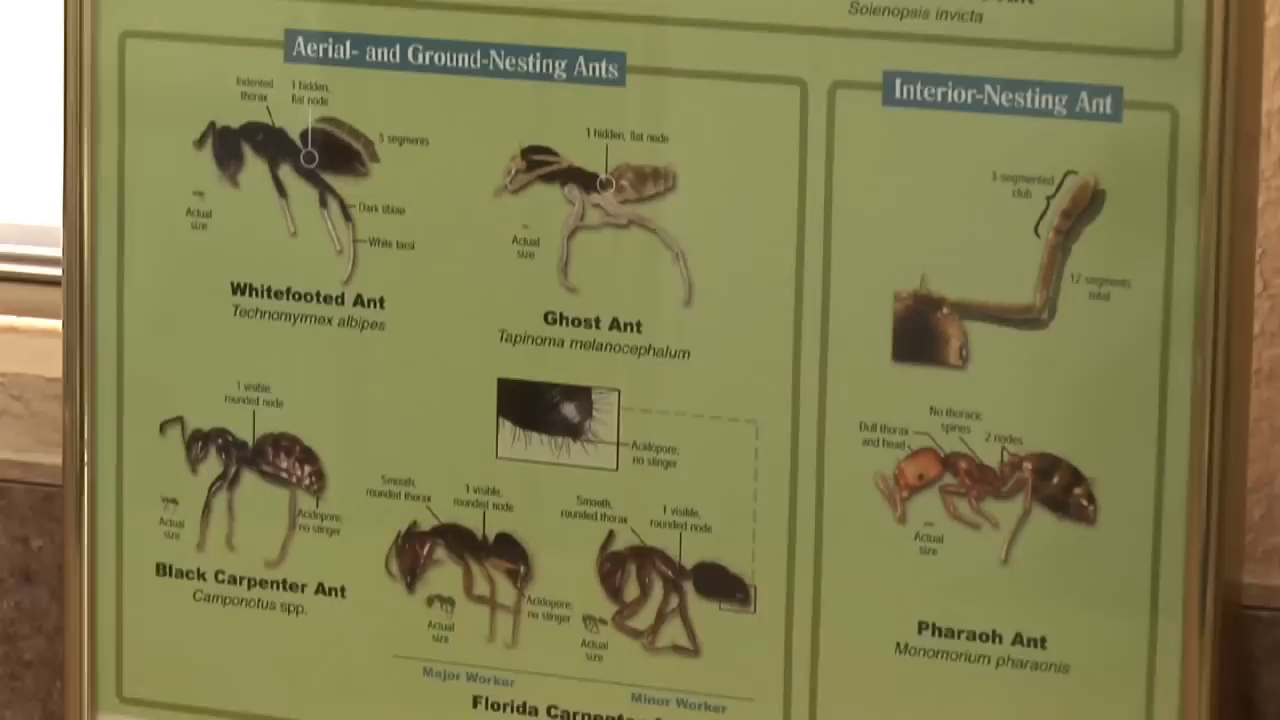 Solenopsis invicta
Aerial- and Ground-Nesting Ants
Indented
thorax
1 hidden,
flat node
5 segments
Actual
size
Dark tibiae
White tarsi
Whitefooted Ant
Technomyrmex albipes
1 hidden, flat node
Actual
size
Ghost Ant
Tapinoma melanocephalum
1 visible,
rounded node
Actual
size
Acidopore;
no stinger
Black Carpenter Ant
Camponotus spp.
Acidopore;
no stinger
Smooth,
rounded thorax
1 visible,
rounded node
Actual
size
Acidopore;
no stinger
Major Worker
Smooth,
rounded thorax
1 visible,
rounded node
Actual
size
Minor Worker
Florida
Interior-Nesting Ant
3 segmented
club
12 segments
total
Dull thorax
and head
No thoracic
spines
2 nodes
Actual
size
Pharaoh Ant
Monomorium pharaonis